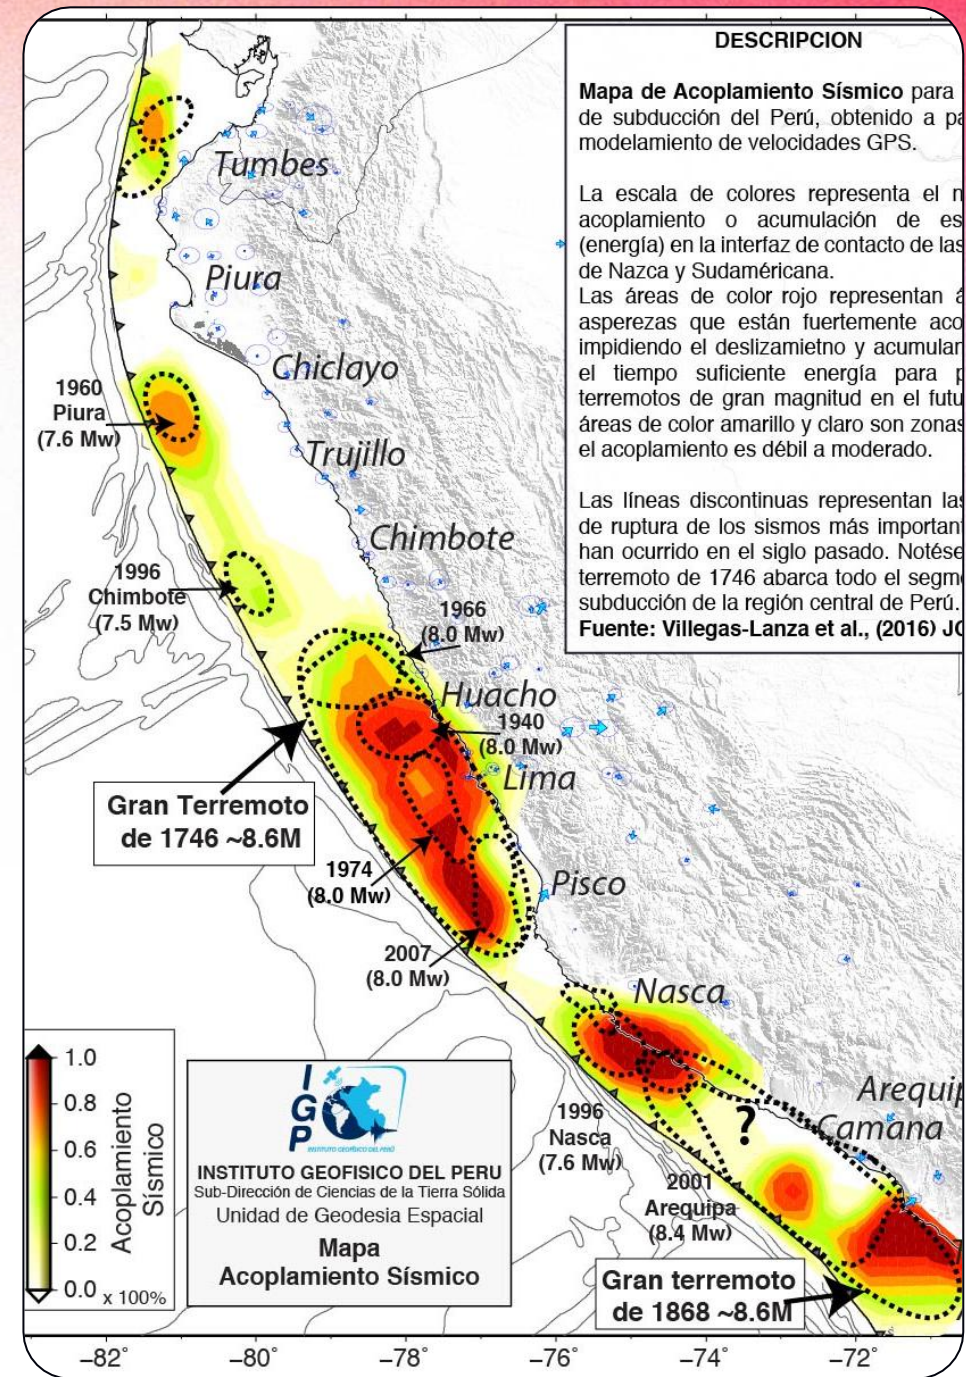 DESCRIPCION
Mapa de Acoplamiento Sísmico para
de subducción del Perú, obtenido a
modelamiento de velocidades GPS.
La escala de colores representa el
acoplamiento o acumulación de
(energía) en la interfaz de contacto de las
de Nazca y Sudaméricana.
Las áreas de color rojo representan
asperezas que están fuertemente
impidiendo el deslizamietno y
el tiempo suficiente energía para
terremotos de gran magnitud en el
áreas de color amarillo y claro son zonas
el acoplamiento es débil a moderado.
Las líneas discontinuas representan las
de ruptura de los sismos más
han ocurrido en el siglo pasado. Notése
terremoto de 1746 abarca todo el
subducción de la región central de Perú.
Fuente: Villegas-Lanza et al., (2016)
Tumbes
Piura
Chiclayo
1960
Piura
(7.6 Mw)
Trujillo
Chimbote
1996
Chimbote
(7.5 Mw)
1966
(8.0 Mw)
Huacho
1940
(8.0 Mw)
Lima
Gran Terremoto
de 1746 ~8.6M
1974
(8.0 Mw)
Pisco
2007
(8.0 Mw)
Nasca
1996
Nasca
(7.6 Mw)
?
Arequip
Camana
2001
Arequipa
(8.4 Mw)
Gran terremoto
de 1868 ~8.6M
1.0
0.8
0.6
0.4
0.2
0.0
x 100%
Acoplamiento
Sísmico
IGP
INSTITUTO GEOFÍSICO DEL PERÚ
INSTITUTO GEOFISICO DEL PERU
Sub-Dirección de Ciencias de la Tierra Sólida
Unidad de Geodesia Espacial
Mapa
Acoplamiento Sísmico
−82° −80° −78° −76° −74° −72°